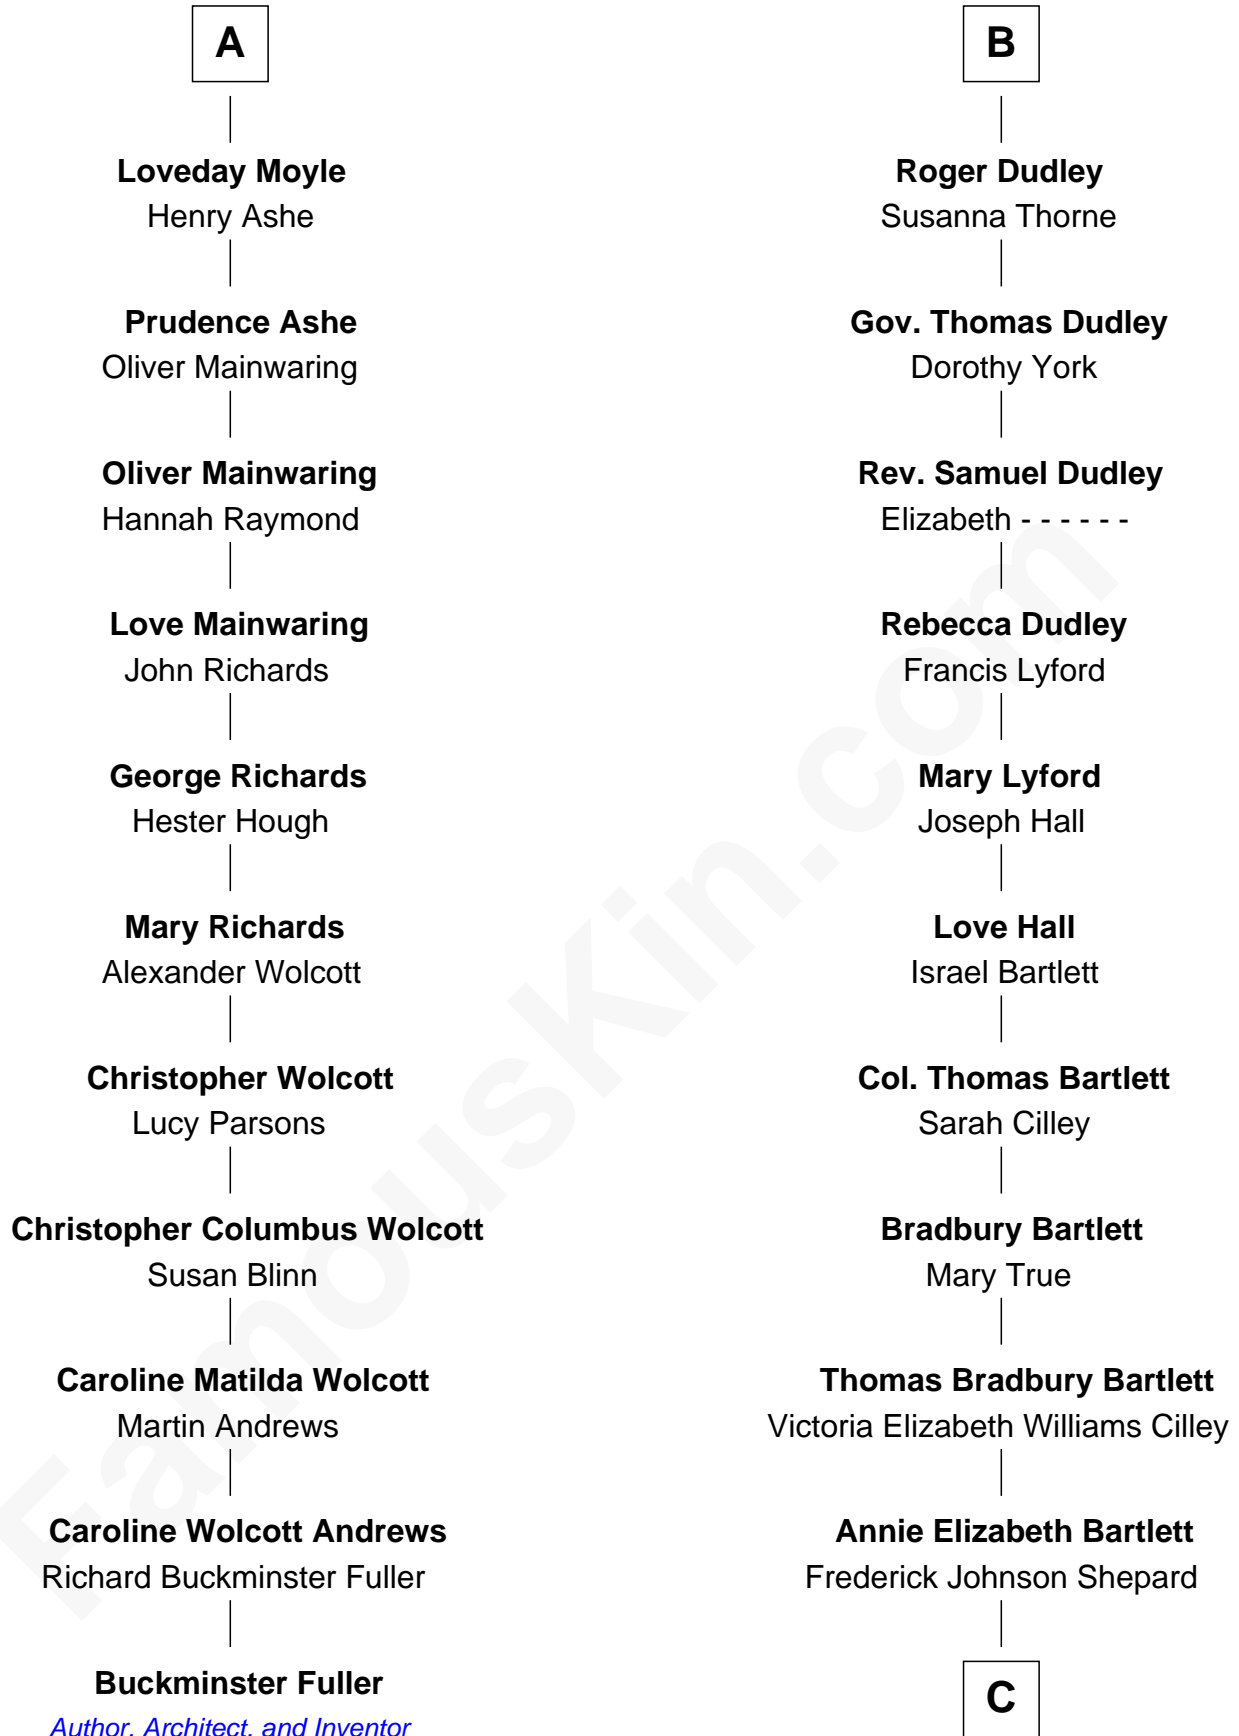 A
Loveday Moyle
Henry Ashe
Prudence Ashe
Oliver Mainwaring
Oliver Mainwaring
Hannah Raymond
Love Mainwaring
John Richards
George Richards
Hester Hough
Mary Richards
Alexander Wolcott
Christopher Wolcott
Lucy Parsons
Christopher Columbus Wolcott
Susan Blinn
Caroline Matilda Wolcott
Martin Andrews
Caroline Wolcott Andrews
Richard Buckminster Fuller
Buckminster Fuller
Author, Architect, and Inventor
B
Roger Dudley
Susanna Thorne
Gov. Thomas Dudley
Dorothy York
Rev. Samuel Dudley
Elizabeth - - - - - -
Rebecca Dudley
Francis Lyford
Mary Lyford
Joseph Hall
Love Hall
Israel Bartlett
Col. Thomas Bartlett
Sarah Cilley
Bradbury Bartlett
Mary True
Thomas Bradbury Bartlett
Victoria Elizabeth Williams Cilley
Annie Elizabeth Bartlett
Frederick Johnson Shepard
C
FamousKin.com